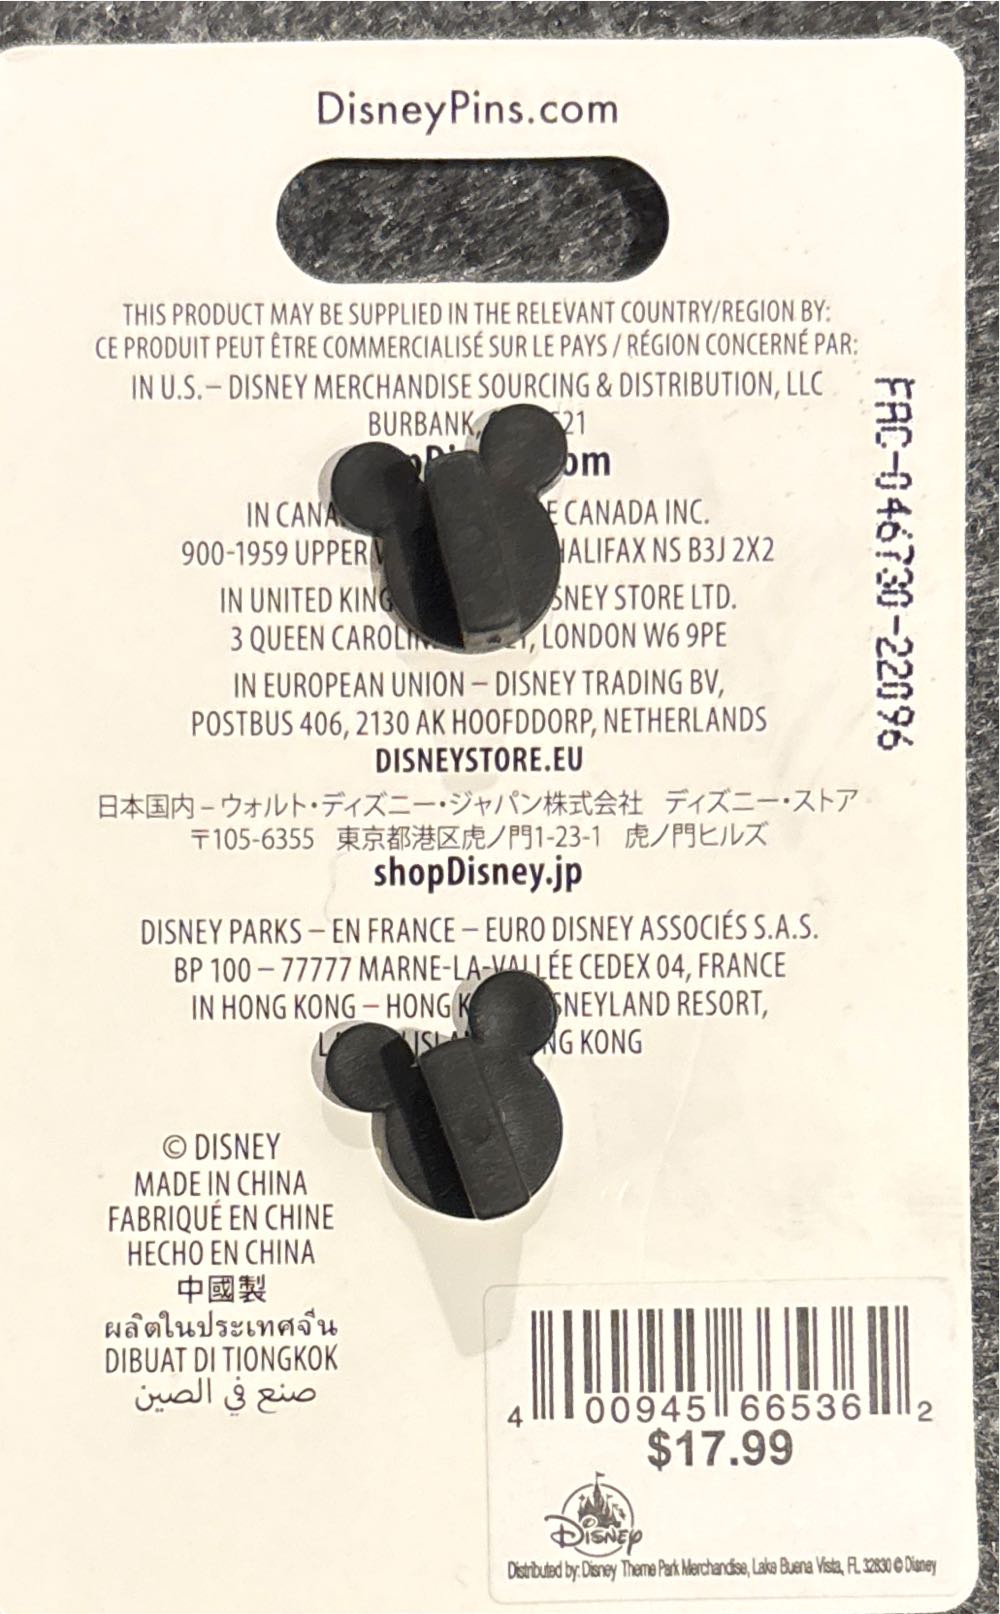 DisneyPins.com
THIS PRODUCT MAY BE SUPPLIED IN THE RELEVANT COUNTRY/REGION BY:
CE PRODUIT PEUT ÊTRE COMMERCIALISÉ SUR LE PAYS / RÉGION CONCERNÉ PAR:
IN U.S. – DISNEY MERCHANDISE SOURCING & DISTRIBUTION, LLC
BURBANK,
IN CANADA INC.
900-1959 UPPER HALIFAX NS B3J 2X2
IN UNITED STORE LTD.
3 QUEEN LONDON W6 9PE
IN EUROPEAN UNION – DISNEY TRADING BV,
POSTBUS 406, 2130 AK HOOFDDORP, NETHERLANDS
DISNEYSTORE.EU
日本国内 – ウォルト・ディズニー・ジャパン株式会社 ディズニー・ストア
〒105-6355 東京都港区虎ノ門1-23-1 虎ノ門ヒルズ
shopDisney.jp
DISNEY PARKS – EN FRANCE – EURO DISNEY ASSOCIÉS S.A.S.
BP 100 – 77777 MARNE-LA-VALLÉE CEDEX 04, FRANCE
IN HONG KONG – HONG RESORT,
KONG
FAC-046730-22096
© DISNEY
MADE IN CHINA
FABRIQUÉ EN CHINE
HECHO EN CHINA
中國製
ผลิตในประเทศจีน
DIBUAT DI TIONGKOK
صنع في الصين
4 00945 66536 2
$17.99
Disney
Distributed by: Disney Theme Park Merchandise, Lake Buena Vista, FL 32830 © Disney